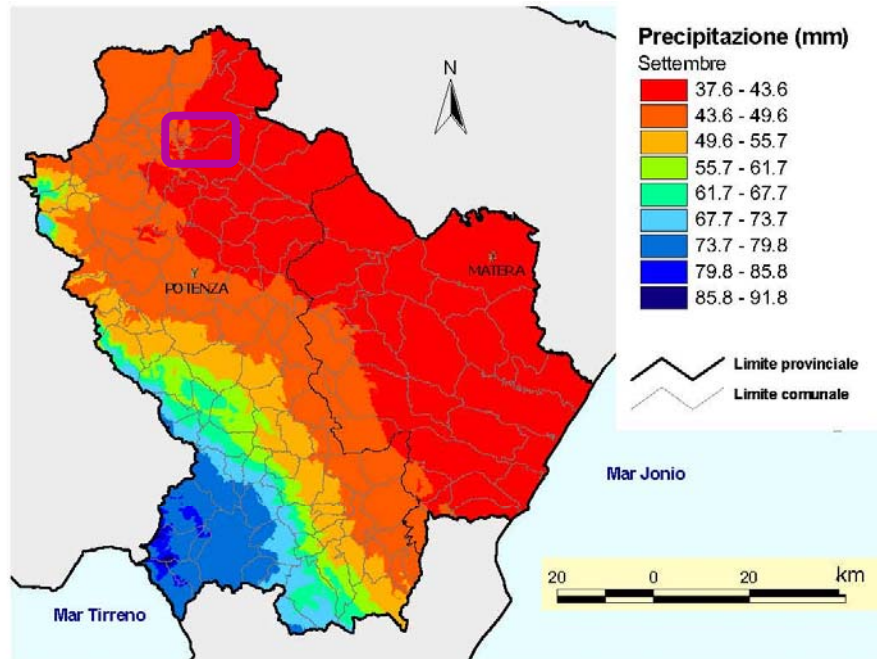 Precipitazione (mm)
Settembre
37.6 - 43.6
43.6 - 49.6
49.6 - 55.7
55.7 - 61.7
61.7 - 67.7
67.7 - 73.7
73.7 - 79.8
79.8 - 85.8
85.8 - 91.8
Limite provinciale
Limite comunale
N
MATERA
POTENZA
Mar Jonio
Mar Tirreno
20 0 20 km